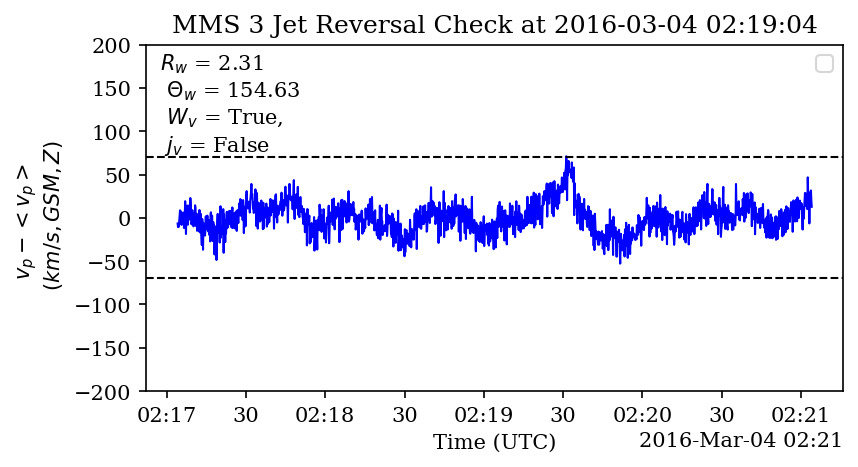 MMS 3 Jet Reversal Check at 2016-03-04 02:19:04
200
150
100
50
0
−50
−100
−150
−200
v_p − < v_p >
(km/s, GSM, Z)
R_w = 2.31
Θ_w = 154.63
W_v = True,
j_v = False
02:17 30 02:18 30 02:19 30 02:20 30 02:21
Time (UTC)
2016-Mar-04 02:21